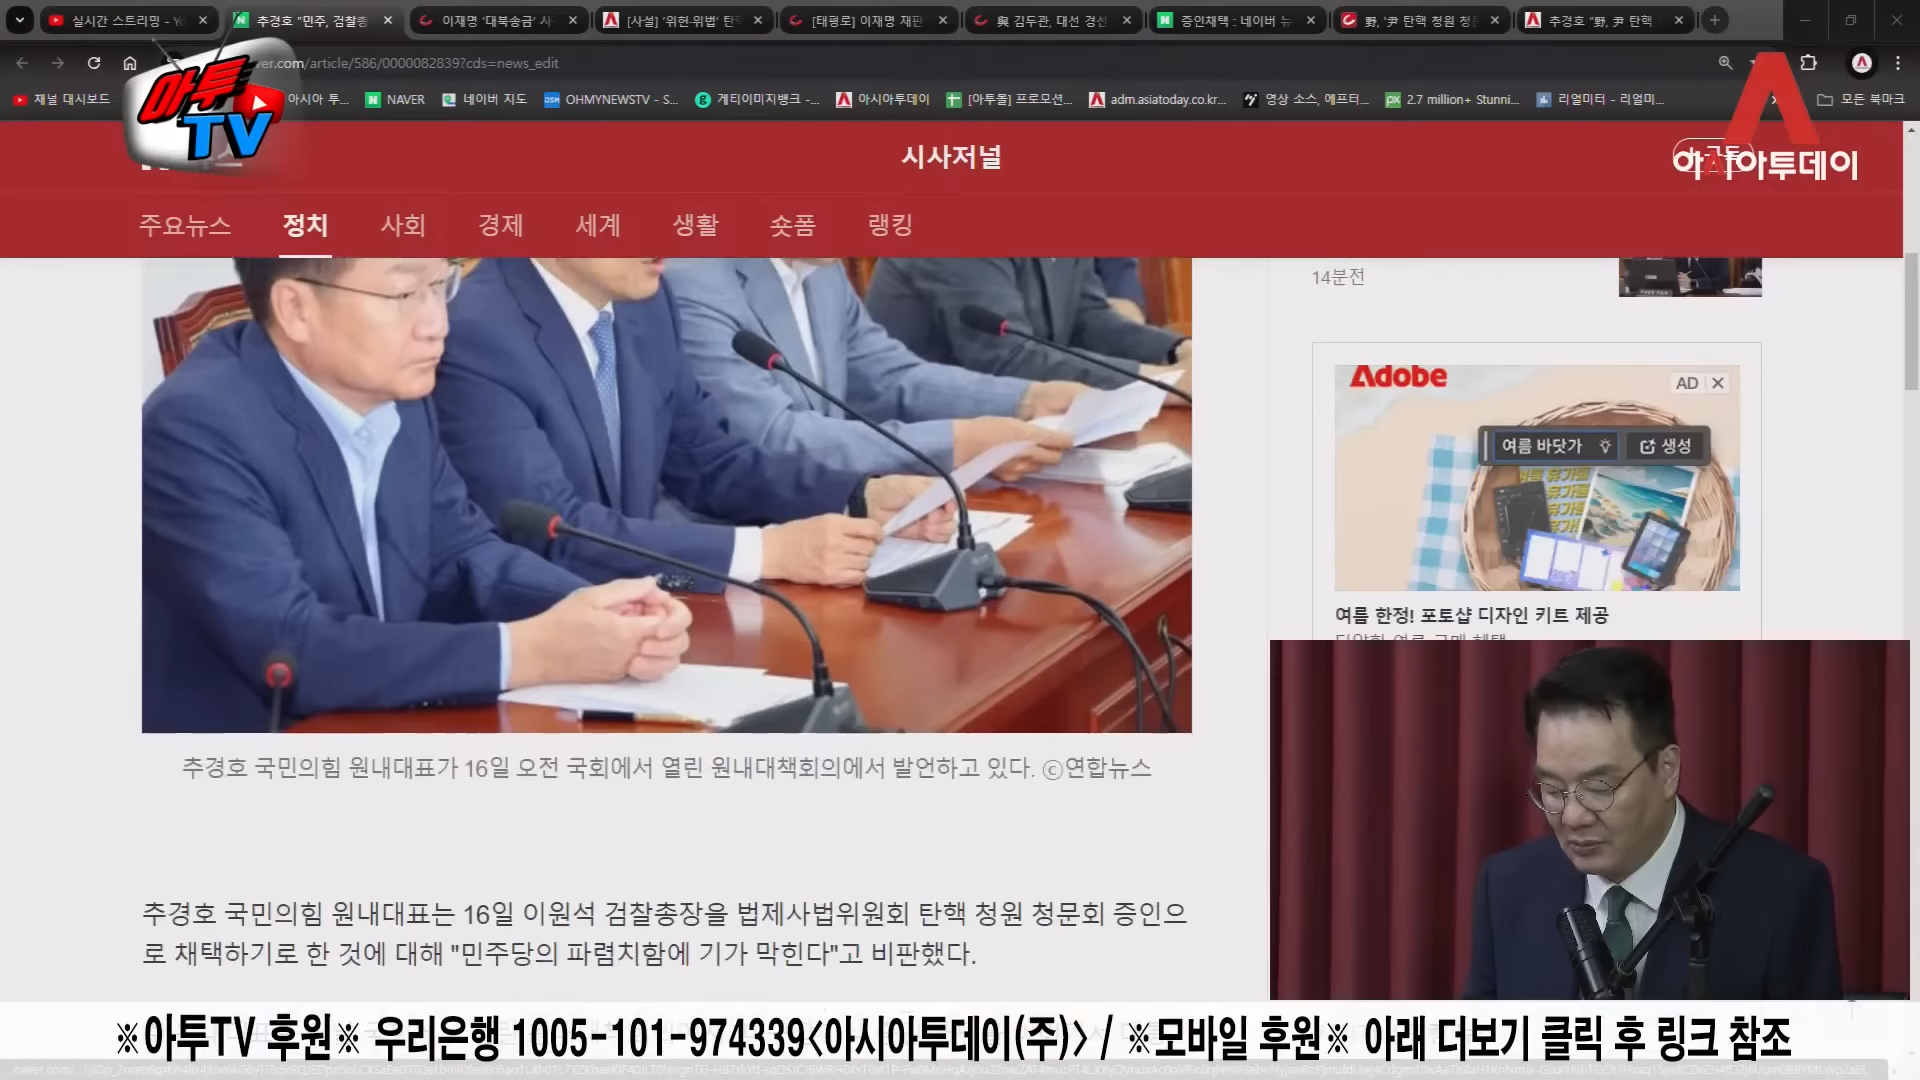 실시간 스트리밍 - Yo
추경호 "민주, 검찰총
이재명 '대북송금' 사
[사설] '위헌·위법' 탄핵
[태평로] 이재명 재판
與 김두관, 대선 경선
증인채택 : 네이버 뉴
野, '尹 탄핵 청원 청문
추경호 "野, 尹 탄핵
ver.com/article/586/0000082839?cds=news_edit
채널 대시보드
아시아 투...
NAVER
네이버 지도
OHMYNEWSTV - S...
게티이미지뱅크 -...
아시아투데이
[아투몰] 프로모션...
adm.asiatoday.co.kr...
영상 소스, 에프터...
2.7 million+ Stunni...
리얼미터 - 리얼미...
모든 북마크
아투
TV
시사저널
아시아투데이
주요뉴스 정치 사회 경제 세계 생활 숏폼 랭킹
14분전
Adobe
AD
여름 바닷가
생성
여름 한정! 포토샵 디자인 키트 제공
추경호 국민의힘 원내대표가 16일 오전 국회에서 열린 원내대책회의에서 발언하고 있다. ⓒ연합뉴스
추경호 국민의힘 원내대표는 16일 이원석 검찰총장을 법제사법위원회 탄핵 청원 청문회 증인으
로 채택하기로 한 것에 대해 "민주당의 파렴치함에 기가 막힌다"고 비판했다.
※아투TV 후원※ 우리은행 1005-101-974339<아시아투데이(주)> / ※모바일 후원※ 아래 더보기 클릭 후 링크 참조